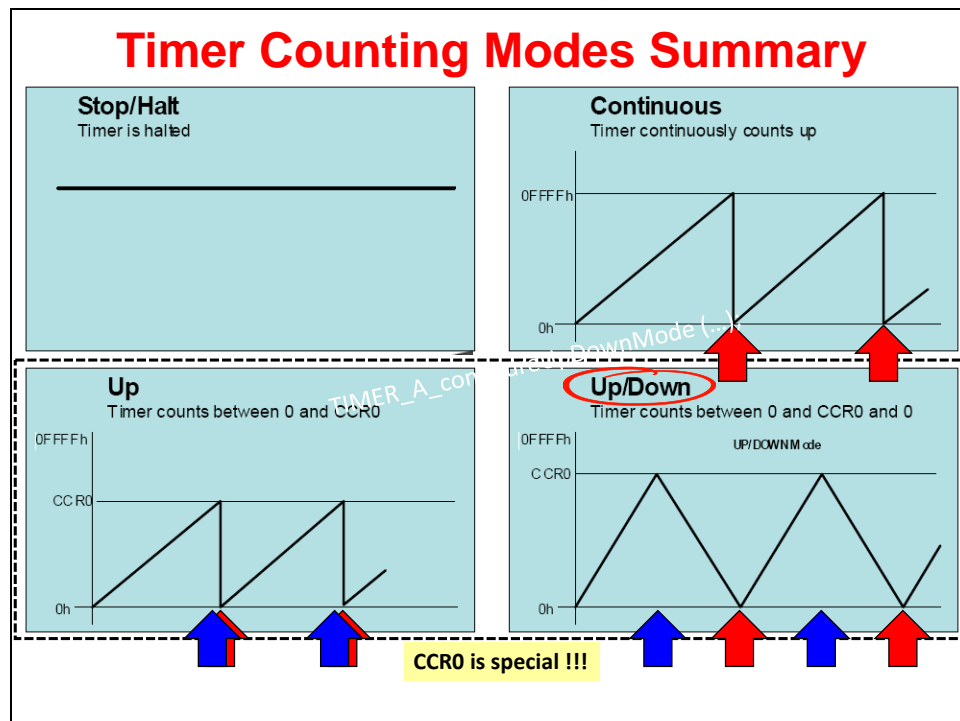 Timer Counting Modes Summary
Stop/Halt
Timer is halted
Continuous
Timer continuously counts up
0FFFFh
0h
TIMER_A_con DownMode (...)
Up
Timer counts between 0 and CCR0
0FFFFh
CCR0
0h
Up/Down
Timer counts between 0 and CCR0 and 0
0FFFFh
UP/DOWN Mode
CCR0
0h
CCR0 is special !!!